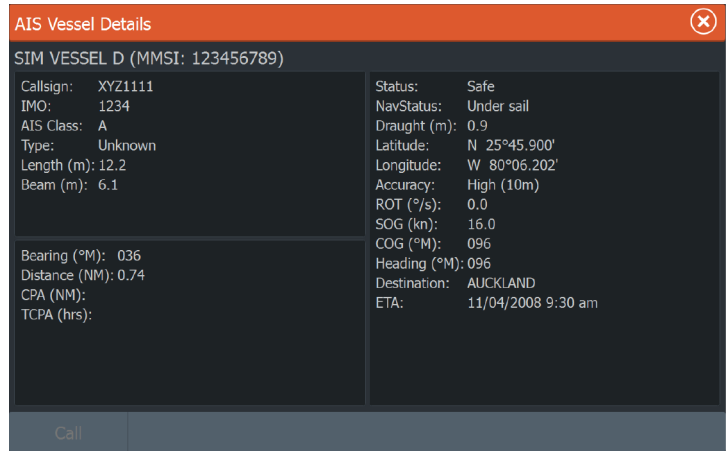 AIS Vessel Details
SIM VESSEL D (MMSI: 123456789)
Callsign: XYZ1111
IMO: 1234
AIS Class: A
Type: Unknown
Length (m): 12.2
Beam (m): 6.1
Bearing (°M): 036
Distance (NM): 0.74
CPA (NM):
TCPA (hrs):
Status: Safe
NavStatus: Under sail
Draught (m): 0.9
Latitude: N 25°45.900'
Longitude: W 80°06.202'
Accuracy: High (10m)
ROT (°/s): 0.0
SOG (kn): 16.0
COG (°M): 096
Heading (°M): 096
Destination: AUCKLAND
ETA: 11/04/2008 9:30 am
Call